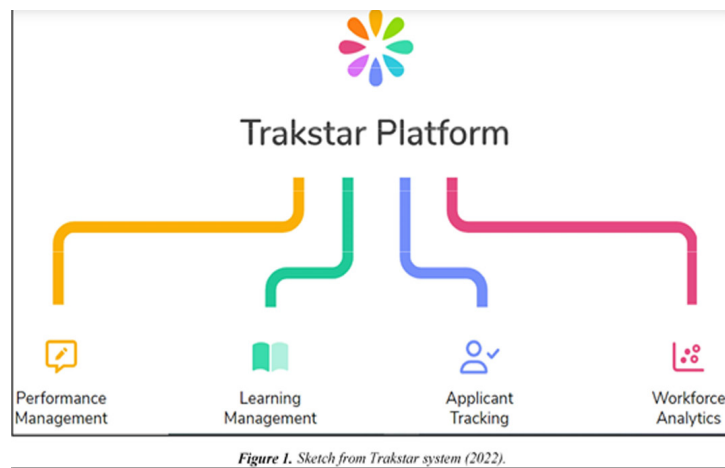 Trakstar Platform
Performance
Management
Learning
Management
Applicant
Tracking
Workforce
Analytics
Figure 1. Sketch from Trakstar system (2022).